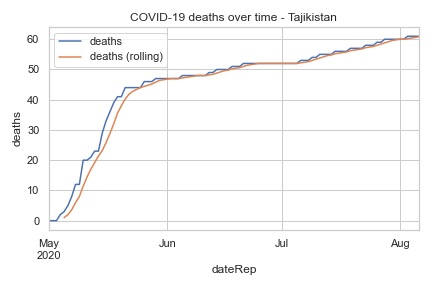 COVID-19 deaths over time - Tajikistan
deaths
deaths (rolling)
60
50
40
30
20
10
0
deaths
May
2020
Jun
Jul
Aug
dateRep